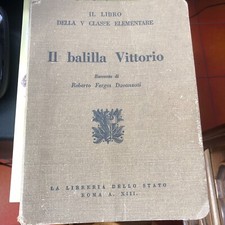 IL LIBRO
DELLA V CLASSE ELEMENTARE
Il balilla Vittorio
Racconto di
Roberto Forges Davanzati
LA LIBRERIA DELLO STATO
ROMA A. XIII.